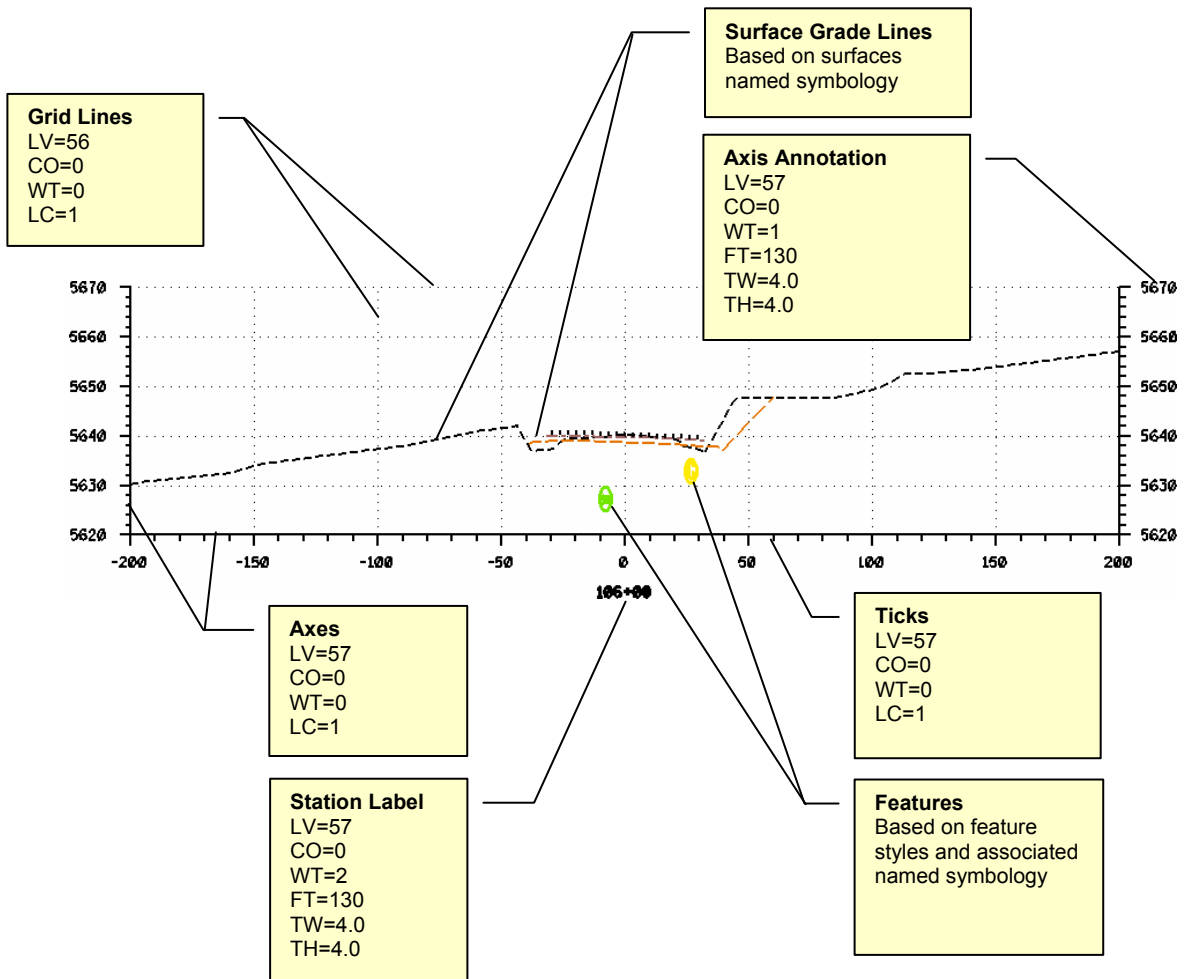 Surface Grade Lines
Based on surfaces
named symbology
Grid Lines
LV=56
CO=0
WT=0
LC=1
Axis Annotation
LV=57
CO=0
WT=1
FT=130
TW=4.0
TH=4.0
5670 5670
5660 5660
5650 5650
5640 5640
5630 5630
5620 5620
-200 -150 -100 -50 0 50 100 150 200
106+00
Axes
LV=57
CO=0
WT=0
LC=1
Ticks
LV=57
CO=0
WT=0
LC=1
Station Label
LV=57
CO=0
WT=2
FT=130
TW=4.0
TH=4.0
Features
Based on feature
styles and associated
named symbology